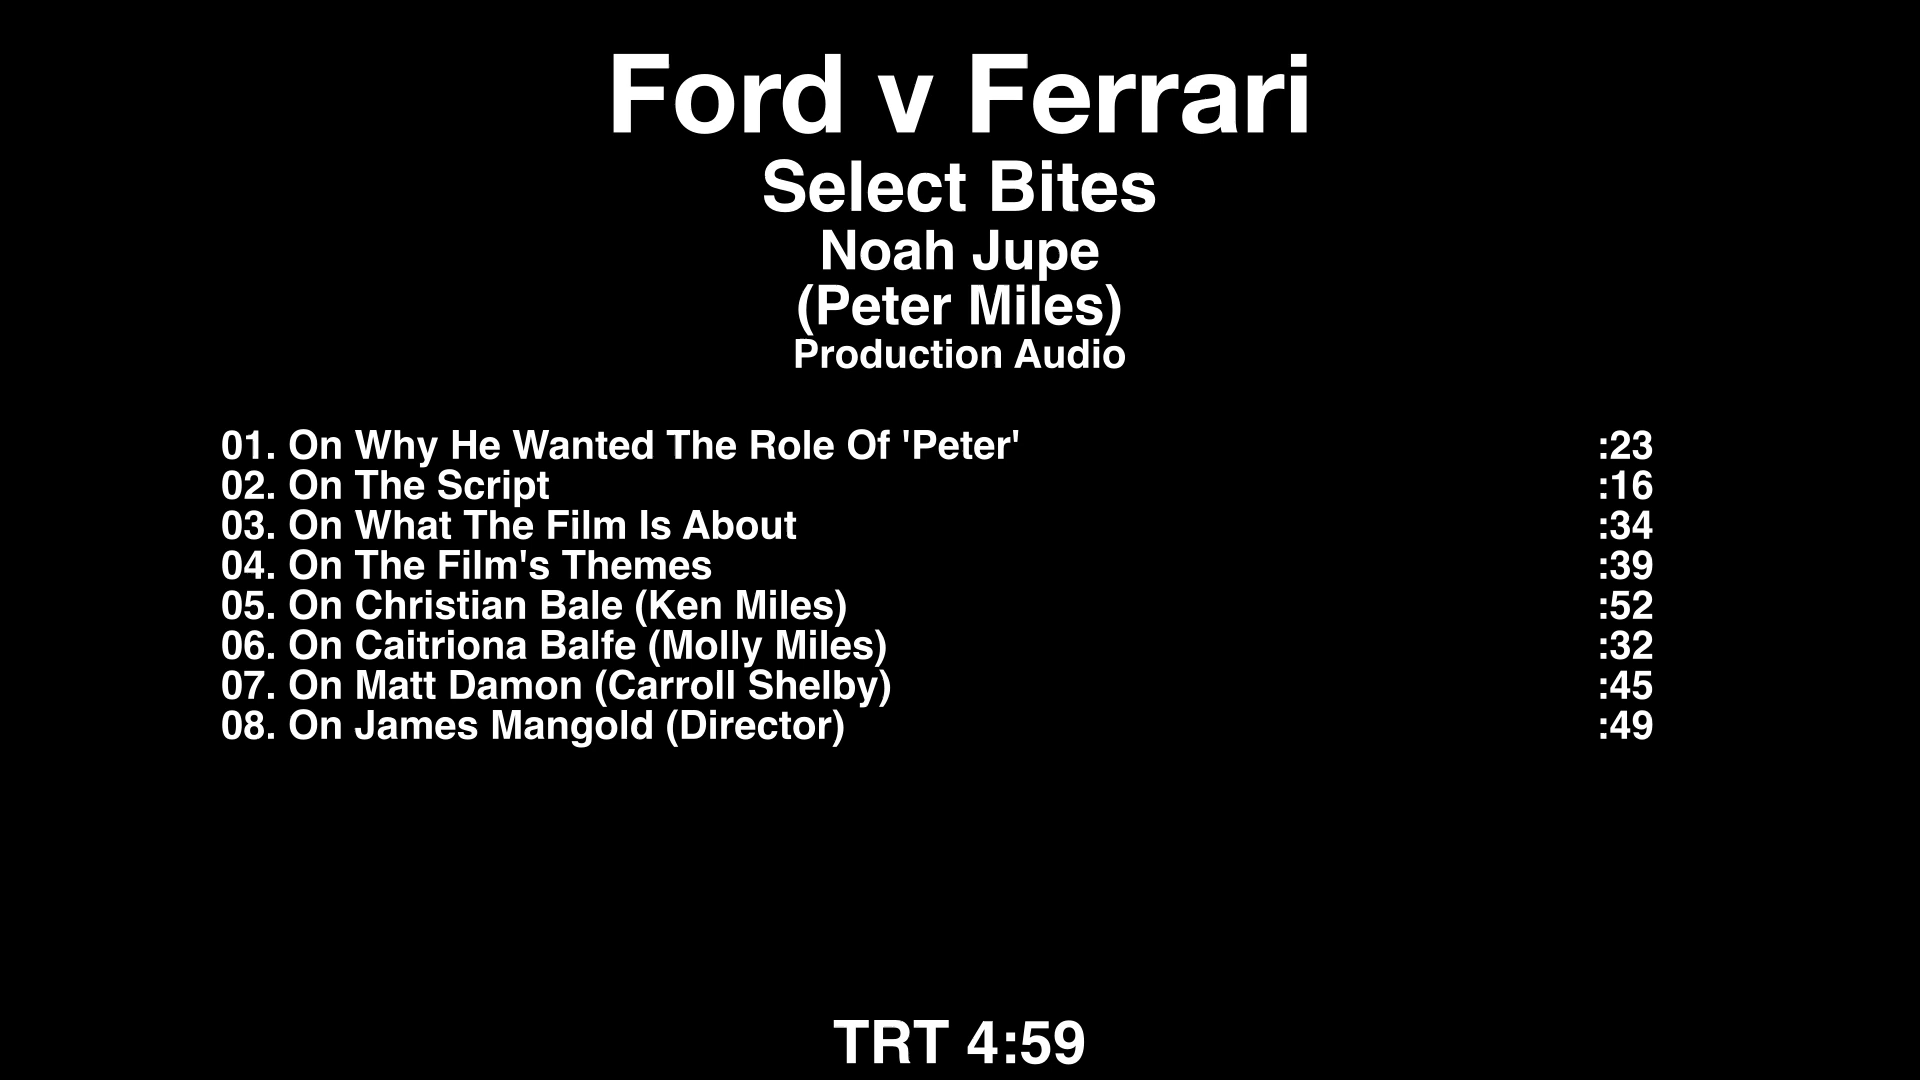 Ford v Ferrari
Select Bites
Noah Jupe
(Peter Miles)
Production Audio
01. On Why He Wanted The Role Of 'Peter' :23
02. On The Script :16
03. On What The Film Is About :34
04. On The Film's Themes :39
05. On Christian Bale (Ken Miles) :52
06. On Caitriona Balfe (Molly Miles) :32
07. On Matt Damon (Carroll Shelby) :45
08. On James Mangold (Director) :49
TRT 4:59